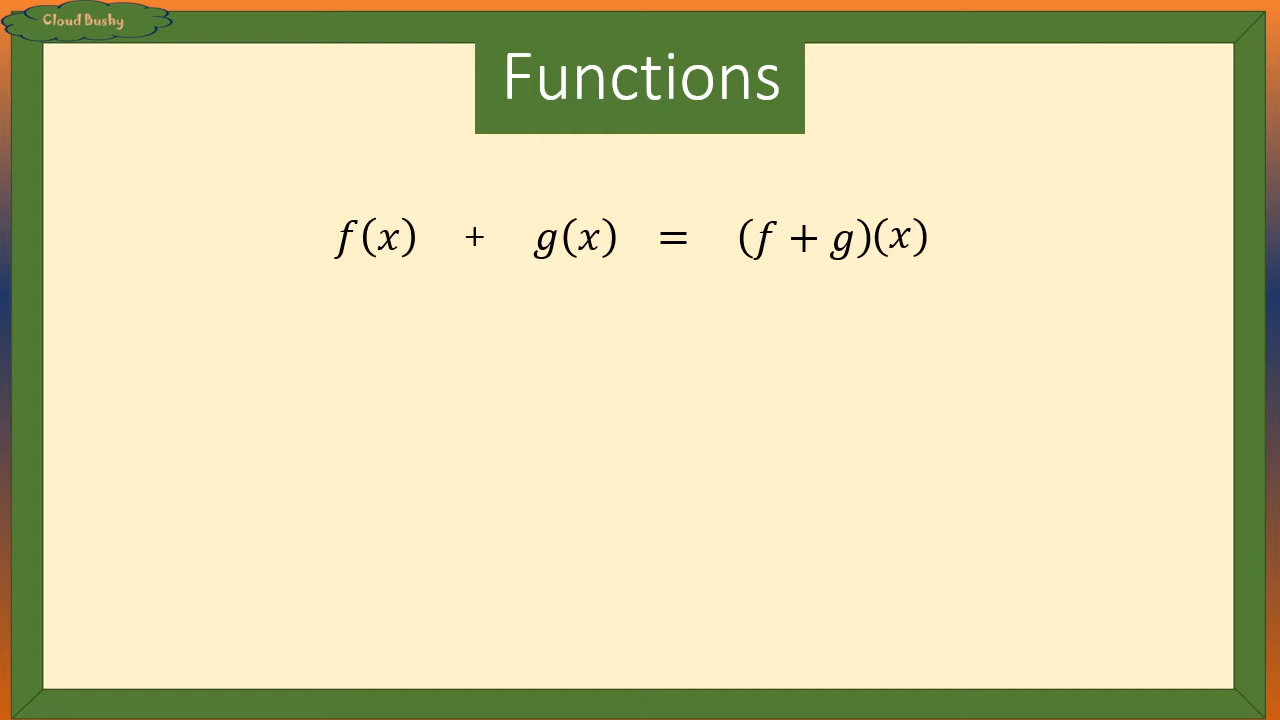 Cloud Bushy
Functions
f(x) + g(x) = (f + g)(x)